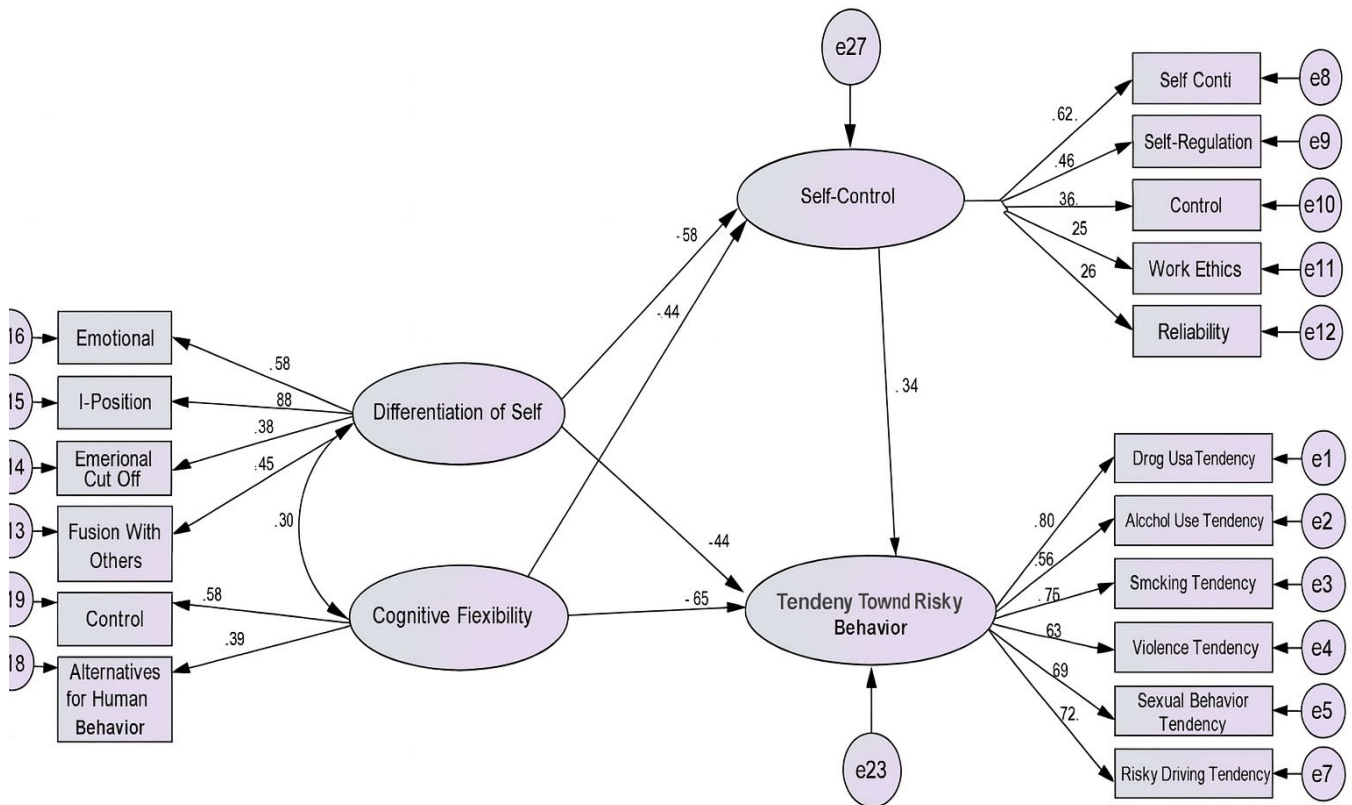 e27
Self Conti
e8
.62.
Self-Regulation
e9
.46
Self-Control
36.
Control
e10
25
Work Ethics
e11
26
Reliability
e12
-58
-.44
.34
16
Emotional
.58
15
I-Position
88
Differentiation of Self
14
Emerional
Cut Off
.38
.45
13
Fusion With
Others
.30
19
Control
.58
Cognitive Fiexibility
18
Alternatives
for Human
Behavior
.39
-44
- 65
Tendeny Townd Risky
Behavior
e23
Drog Usa Tendency
e1
.80
Alcchol Use Tendency
e2
.56
Smcking Tendency
e3
.75
Violence Tendency
e4
63
Sexual Behavior
Tendency
e5
69
Risky Driving Tendency
e7
72.